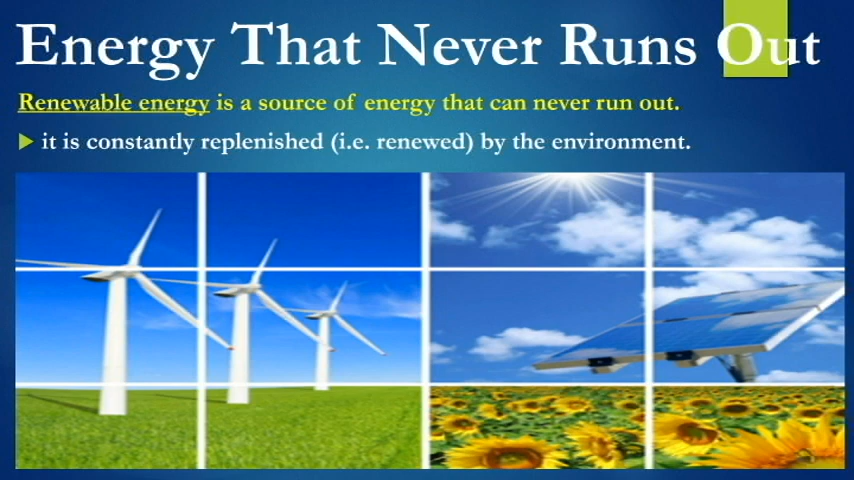 Energy That Never Runs Out
Renewable energy is a source of energy that can never run out.
it is constantly replenished (i.e. renewed) by the environment.